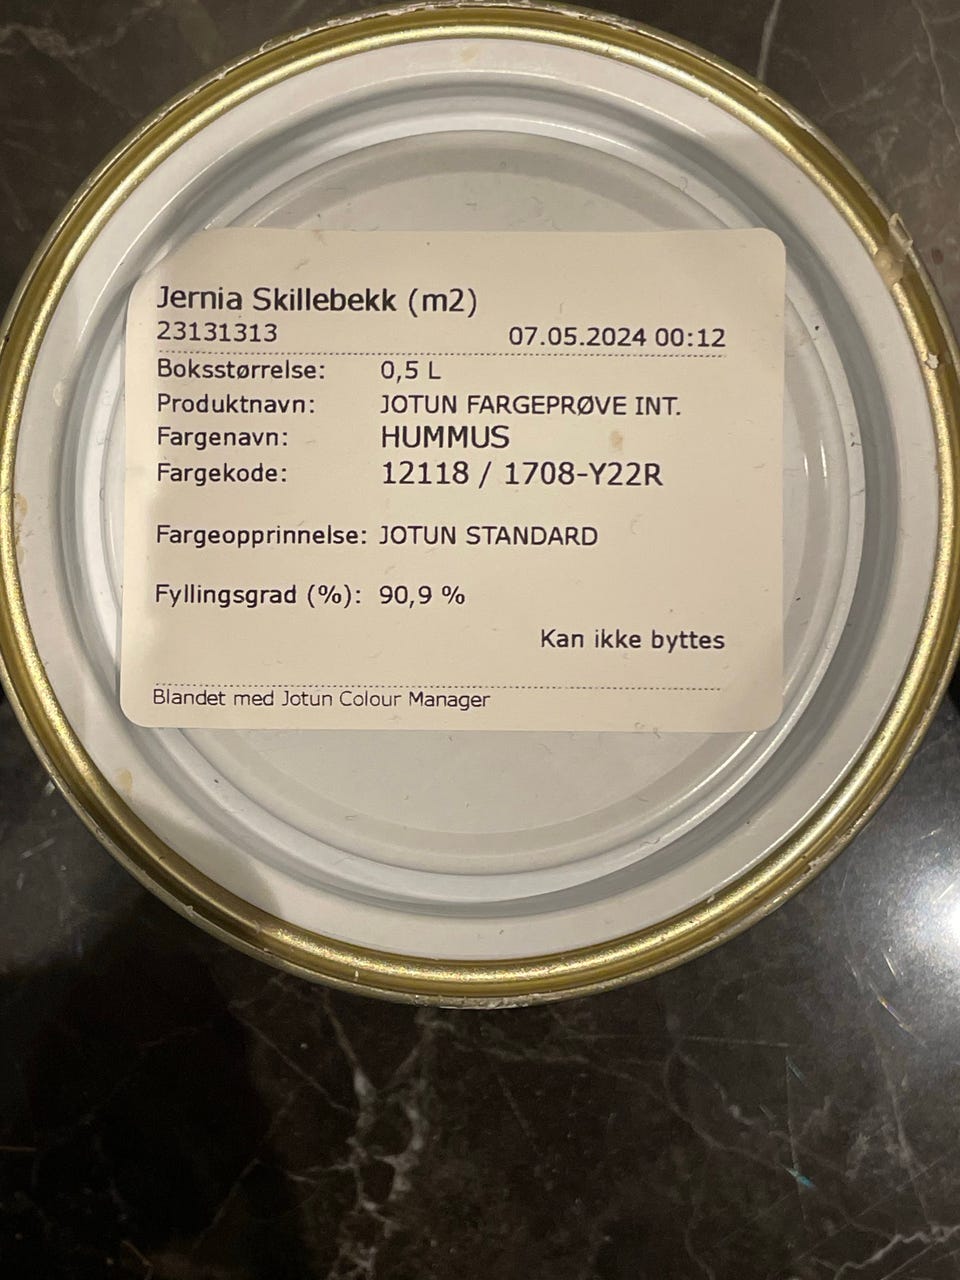 Jernia Skillebekk (m2)
23131313 07.05.2024 00:12
Boksstørrelse: 0,5 L
Produktnavn: JOTUN FARGEPRØVE INT.
Fargenavn: HUMMUS
Fargekode: 12118 / 1708-Y22R
Fargeopprinnelse: JOTUN STANDARD
Fyllingsgrad (%): 90,9 %
Kan ikke byttes
Blandet med Jotun Colour Manager